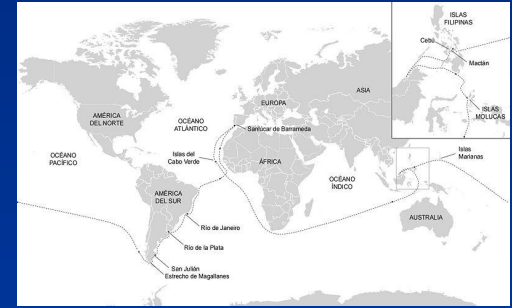 ISLAS
FILIPINAS
Cebú
Mactán
ISLAS
MOLUCAS
AMÉRICA
DEL NORTE
OCÉANO
ATLÁNTICO
EUROPA
ASIA
Sanlúcar de Barrameda
OCÉANO
PACÍFICO
Islas del
Cabo Verde
ÁFRICA
Islas
Marianas
OCÉANO
ÍNDICO
AMÉRICA
DEL SUR
AUSTRALIA
Río de Janeiro
Río de la Plata
San Julián
Estrecho de Magallanes